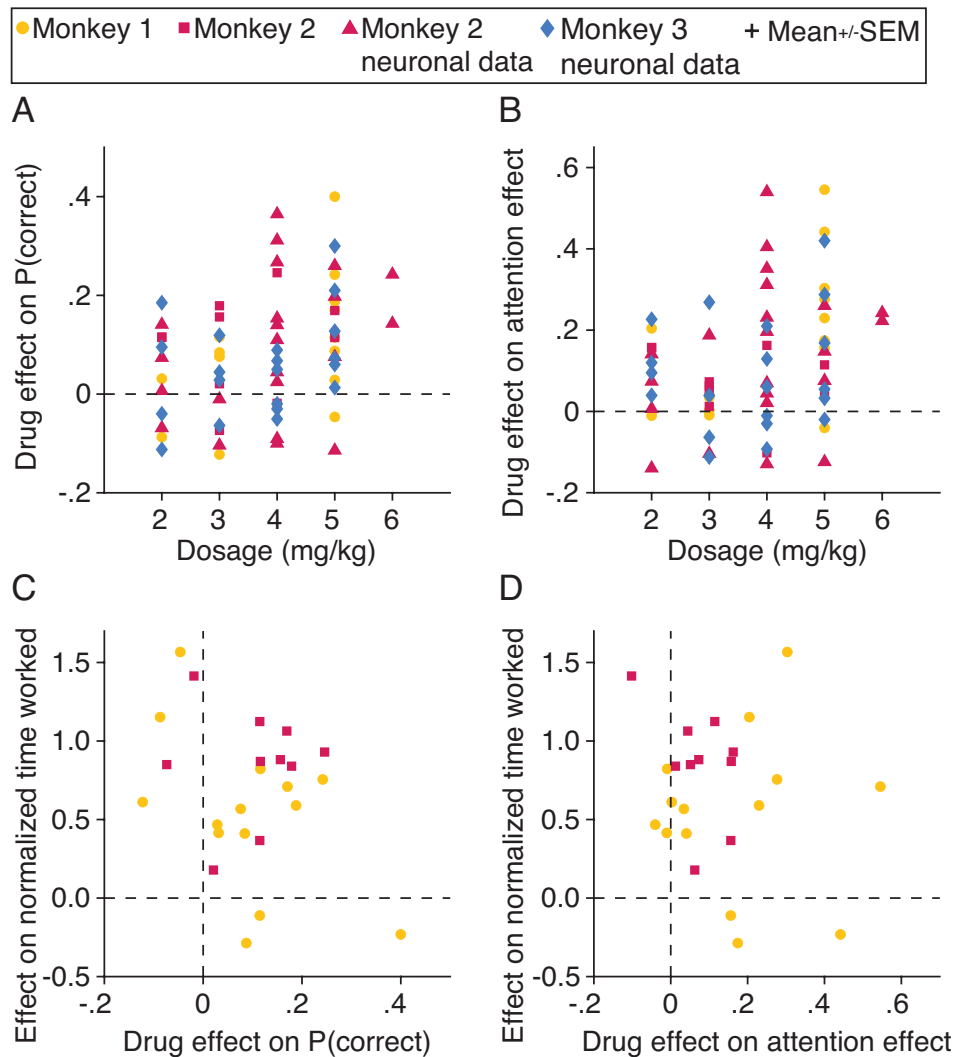 Monkey 1 Monkey 2 Monkey 2 Monkey 3 + Mean+/-SEM
neuronal data neuronal data
A
Drug effect on P(correct)
.4
.2
0
-.2
2 3 4 5 6
Dosage (mg/kg)
B
Drug effect on attention effect
.6
.4
.2
0
-.2
2 3 4 5 6
Dosage (mg/kg)
C
Effect on normalized time worked
1.5
1.0
0.5
0.0
-0.5
-.2 0 .2 .4
Drug effect on P(correct)
D
Effect on normalized time worked
1.5
1.0
0.5
0.0
-0.5
-.2 0 .2 .4 .6
Drug effect on attention effect